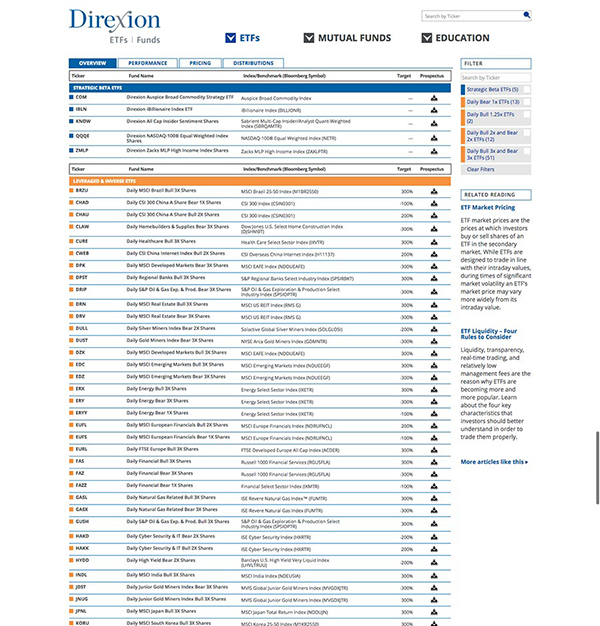 Direxion
ETFs | Funds
Search by Ticker
ETFs MUTUAL FUNDS EDUCATION
OVERVIEW PERFORMANCE PRICING DISTRIBUTIONS
Ticker Fund Name Index/Benchmark (Bloomberg Symbol) Target Prospectus
STRATEGIC BETA ETFS
COM Direxion Auspice Broad Commodity Strategy ETF Auspice Broad Commodity Index —
IBLN Direxion iBillionaire Index ETF iBillionaire Index (BILLIONR) —
KNOW Direxion All Cap Insider Sentiment Shares Sabrient Multi-Cap Insider/Analyst Quant-Weighted Index (SBRQAMTR) —
QQQE Direxion NASDAQ-100® Equal Weighted Index Shares NASDAQ-100® Equal Weighted Index (NETR) —
ZMLP Direxion Zacks MLP High Income Shares Zacks MLP High Income Index (ZAXLPTR) —
Ticker Fund Name Index/Benchmark (Bloomberg Symbol) Target Prospectus
LEVERAGED & INVERSE ETFS
BRZU Daily MSCI Brazil Bull 3X Shares MSCI Brazil 25-50 Index (M1BR2550) 300%
CHAD Daily CSI 300 China A Share Bear 1X Shares CSI 300 Index (CSIN0301) -100%
CHAU Daily CSI 300 China A Share Bull 2X Shares CSI 300 Index (CSIN0301) 200%
CLAW Daily Homebuilders & Supplies Bear 3X Shares Dow Jones U.S. Select Home Construction Index (DJSHMBT) -300%
CURE Daily Healthcare Bull 3X Shares Health Care Select Sector Index (IXVTR) 300%
CWEB Daily CSI China Internet Index Bull 2X Shares CSI Overseas China Internet Index (H11137) 200%
DPK Daily MSCI Developed Markets Bear 3X Shares MSCI EAFE Index (NDDUEAFE) -300%
DPST Daily Regional Banks Bull 3X Shares S&P Regional Banks Select Industry Index (SPSIRBKT) 300%
DRIP Daily S&P Oil & Gas Exp. & Prod. Bear 3X Shares S&P Oil & Gas Exploration & Production Select Industry Index (SPSIOPTR) -300%
DRN Daily MSCI Real Estate Bull 3X Shares MSCI US REIT Index (RMS G) 300%
DRV Daily MSCI Real Estate Bear 3X Shares MSCI US REIT Index (RMS G) -300%
DULL Daily Silver Miners Index Bear 2X Shares Solactive Global Silver Miners Index (SOLGLOSI) -200%
DUST Daily Gold Miners Index Bear 3X Shares NYSE Arca Gold Miners Index (GDMNTR) -300%
DZK Daily MSCI Developed Markets Bull 3X Shares MSCI EAFE Index (NDDUEAFE) 300%
EDC Daily MSCI Emerging Markets Bull 3X Shares MSCI Emerging Markets Index (NDUEEGF) 300%
EDZ Daily MSCI Emerging Markets Bear 3X Shares MSCI Emerging Markets Index (NDUEEGF) -300%
ERX Daily Energy Bull 3X Shares Energy Select Sector Index (IXETR) 300%
ERY Daily Energy Bear 3X Shares Energy Select Sector Index (IXETR) -300%
ERYY Daily Energy Bear 1X Shares Energy Select Sector Index (IXETR) -100%
EUFL Daily MSCI European Financials Bull 2X Shares MSCI Europe Financials Index (NDRUFNCL) 200%
EUFS Daily MSCI European Financials Bear 1X Shares MSCI Europe Financials Index (NDRUFNCL) -100%
EURL Daily FTSE Europe Bull 3X Shares FTSE Developed Europe All Cap Index (ACDER) 300%
FAS Daily Financial Bull 3X Shares Russell 1000 Financial Services (RGUSFLA) 300%
FAZ Daily Financial Bear 3X Shares Russell 1000 Financial Services (RGUSFLA) -300%
FAZZ Daily Financial Bear 1X Shares Financial Select Sector Index (IXMTR) -100%
GASL Daily Natural Gas Related Bull 3X Shares ISE Revere Natural Gas Index™ (FUMTR) 300%
GASX Daily Natural Gas Related Bear 3X Shares ISE Revere Natural Gas Index (FUMTR) -300%
GUSH Daily S&P Oil & Gas Exp. & Prod. Bull 3X Shares S&P Oil & Gas Exploration & Production Select Industry Index (SPSIOPTR) 300%
HAKD Daily Cyber Security & IT Bear 2X Shares ISE Cyber Security Index (HXRTR) -200%
HAKK Daily Cyber Security & IT Bull 2X Shares ISE Cyber Security Index (HXRTR) 200%
HYDD Daily High Yield Bear 2X Shares Barclays U.S. High Yield Very Liquid Index (LHVLTRUU) -200%
INDL Daily MSCI India Bull 3X Shares MSCI India Index (NDEUSIA) 300%
JDST Daily Junior Gold Miners Index Bear 3X Shares MVIS Global Junior Gold Miners Index (MVGDXJTR) -300%
JNUG Daily Junior Gold Miners Index Bull 3X Shares MVIS Global Junior Gold Miners Index (MVGDXJTR) 300%
JPNL Daily MSCI Japan Bull 3X Shares MSCI Japan Total Return Index (NDDUJN) 300%
KORU Daily MSCI South Korea Bull 3X Shares MSCI Korea 25-50 Index (M1KR2550) 300%
FILTER
Search by Ticker
Strategic Beta ETFs (5)
Daily Bear 1x ETFs (13)
Daily Bull 1.25x ETFs (2)
Daily Bull 2x and Bear 2x ETFs (12)
Daily Bull 3x and Bear 3x ETFs (51)
Clear Filters
RELATED READING
ETF Market Pricing
ETF market prices are the
prices at which investors
buy or sell shares of an
ETF in the secondary
market. While ETFs are
designed to trade in line
with their intraday values,
during times of significant
market volatility an ETF's
market price may vary
more widely from its
intraday value.
ETF Liquidity – Four
Rules to Consider
Liquidity, transparency,
real-time trading, and
relatively low
management fees are the
reason why ETFs are
becoming more and
more popular. Learn
about the four key
characteristics that
investors should better
understand in order to
trade them properly.
More articles like this